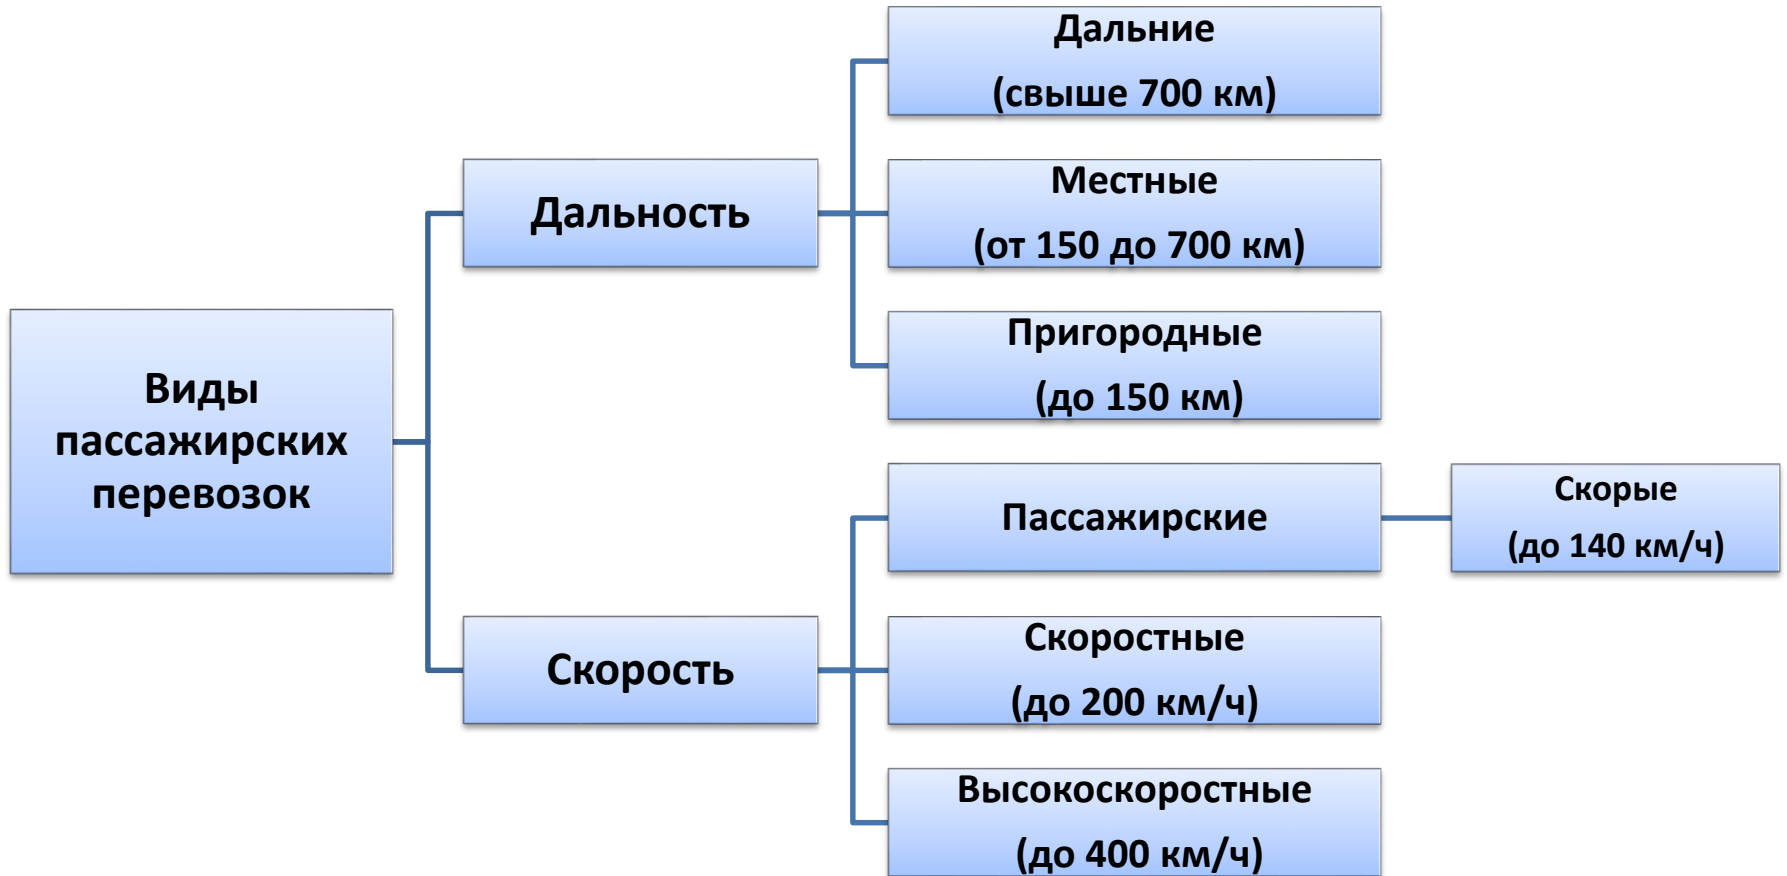 Виды
пассажирских
перевозок
Дальность
Дальние
(свыше 700 км)
Местные
(от 150 до 700 км)
Пригородные
(до 150 км)
Скорость
Пассажирские
Скорые
(до 140 км/ч)
Скоростные
(до 200 км/ч)
Высокоскоростные
(до 400 км/ч)